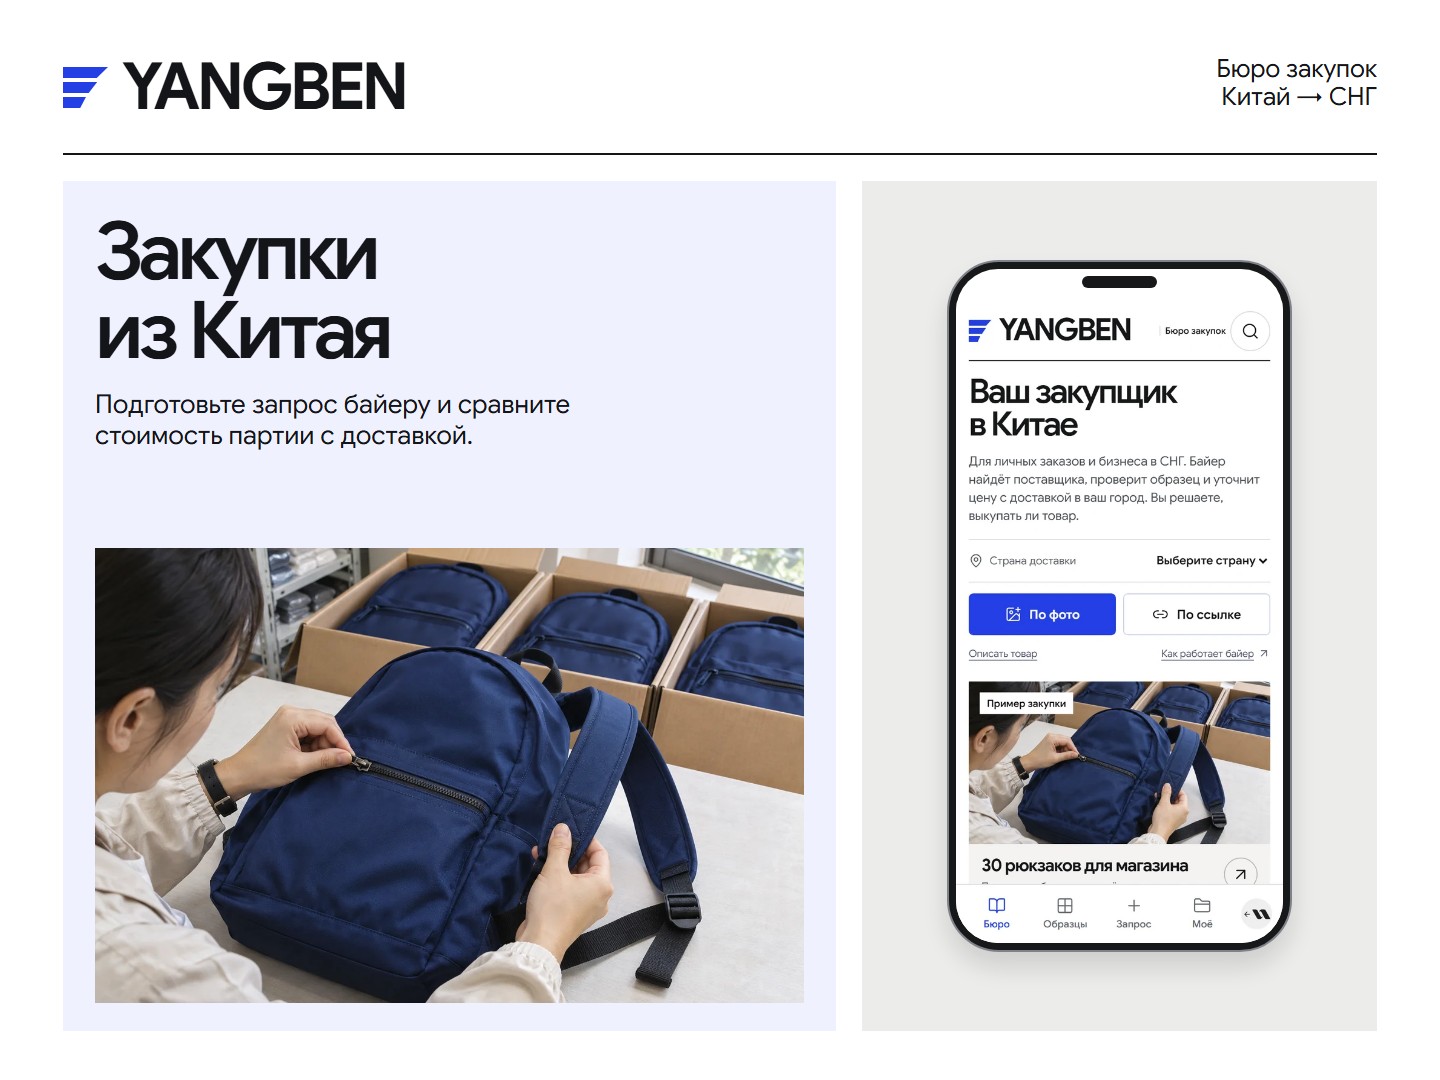 YANGBEN
Бюро закупок
Китай → СНГ
Закупки
из Китая
Подготовьте запрос байеру и сравните
стоимость партии с доставкой.
YANGBEN
Бюро закупок
Ваш закупщик
в Китае
Для личных заказов и бизнеса в СНГ. Байер
найдёт поставщика, проверит образец и уточнит
цену с доставкой в ваш город. Вы решаете,
выкупать ли товар.
Страна доставки
Выберите страну
По фото
По ссылке
Описать товар
Как работает байер
Пример закупки
30 рюкзаков для магазина
Бюро
Образцы
Запрос
Моё